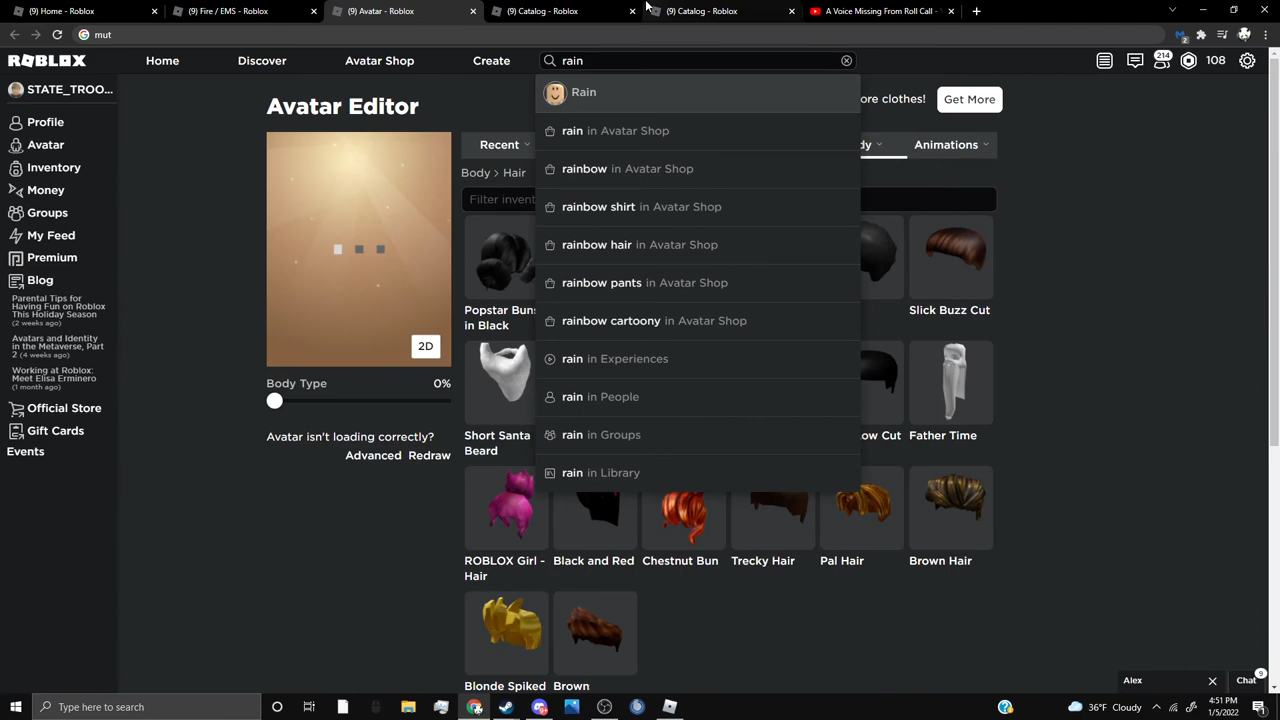 (9) Home - Roblox
(9) Fire / EMS - Roblox
(9) Avatar - Roblox
(9) Catalog - Roblox
(9) Catalog - Roblox
A Voice Missing From Roll Call -
mut
2
ROBLOX
Home
Discover
Avatar Shop
Create
rain
214
108
STATE_TROO...
Profile
Avatar
Inventory
Money
Groups
My Feed
Premium
Blog
Parental Tips for
Having Fun on Roblox
This Holiday Season
(2 weeks ago)
Avatars and Identity
in the Metaverse, Part
2 (4 weeks ago)
Working at Roblox:
Meet Elisa Erminero
(1 month ago)
Official Store
Gift Cards
Events
Avatar Editor
ore clothes!
Get More
2D
Body Type
0%
Avatar isn't loading correctly?
Advanced
Redraw
Recent
dy
Animations
Body > Hair
Filter invent
Rain
rain in Avatar Shop
rainbow in Avatar Shop
rainbow shirt in Avatar Shop
rainbow hair in Avatar Shop
rainbow pants in Avatar Shop
rainbow cartoony in Avatar Shop
rain in Experiences
rain in People
rain in Groups
rain in Library
Popstar Buns
in Black
Slick Buzz Cut
Short Santa
Beard
ow Cut
Father Time
ROBLOX Girl -
Hair
Black and Red
Chestnut Bun
Trecky Hair
Pal Hair
Brown Hair
Blonde Spiked
Brown
Alex
Chat
9
Type here to search
36°F Cloudy
4:51 PM
1/5/2022